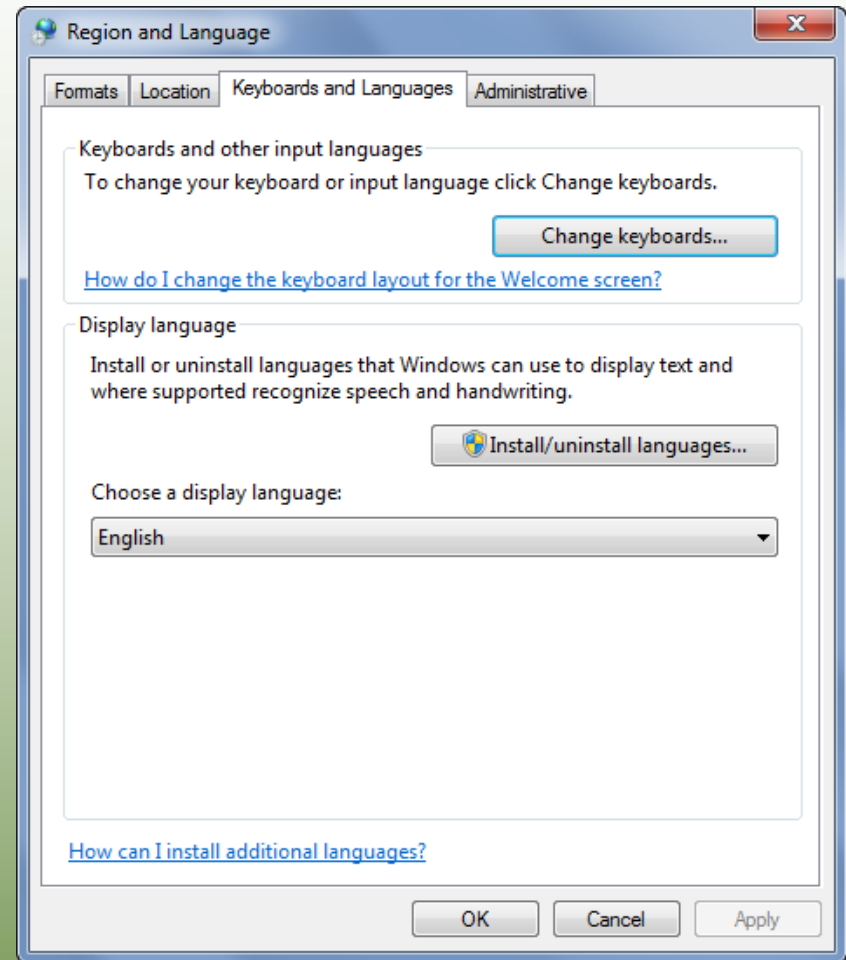 Region and Language
Formats Location Keyboards and Languages Administrative
Keyboards and other input languages
To change your keyboard or input language click Change keyboards.
Change keyboards...
How do I change the keyboard layout for the Welcome screen?
Display language
Install or uninstall languages that Windows can use to display text and
where supported recognize speech and handwriting.
Install/uninstall languages...
Choose a display language:
English
How can I install additional languages?
OK Cancel Apply